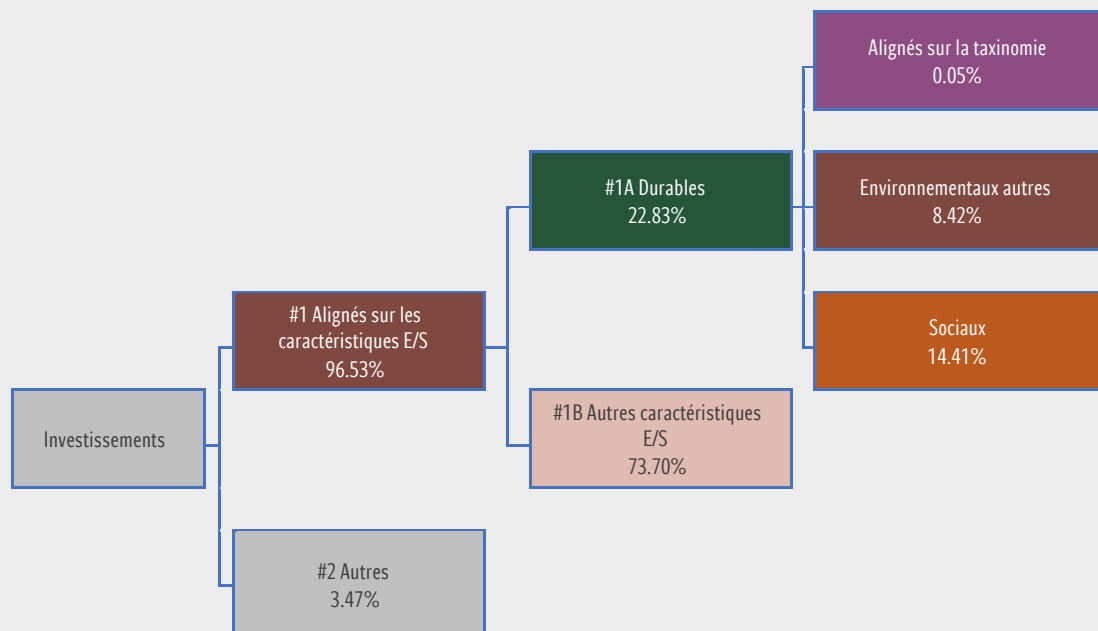 Alignés sur la taxinomie
0.05%
#1A Durables
22.83%
Environnementaux autres
8.42%
#1 Alignés sur les
caractéristiques E/S
96.53%
Sociaux
14.41%
Investissements
#1B Autres caractéristiques
E/S
73.70%
#2 Autres
3.47%